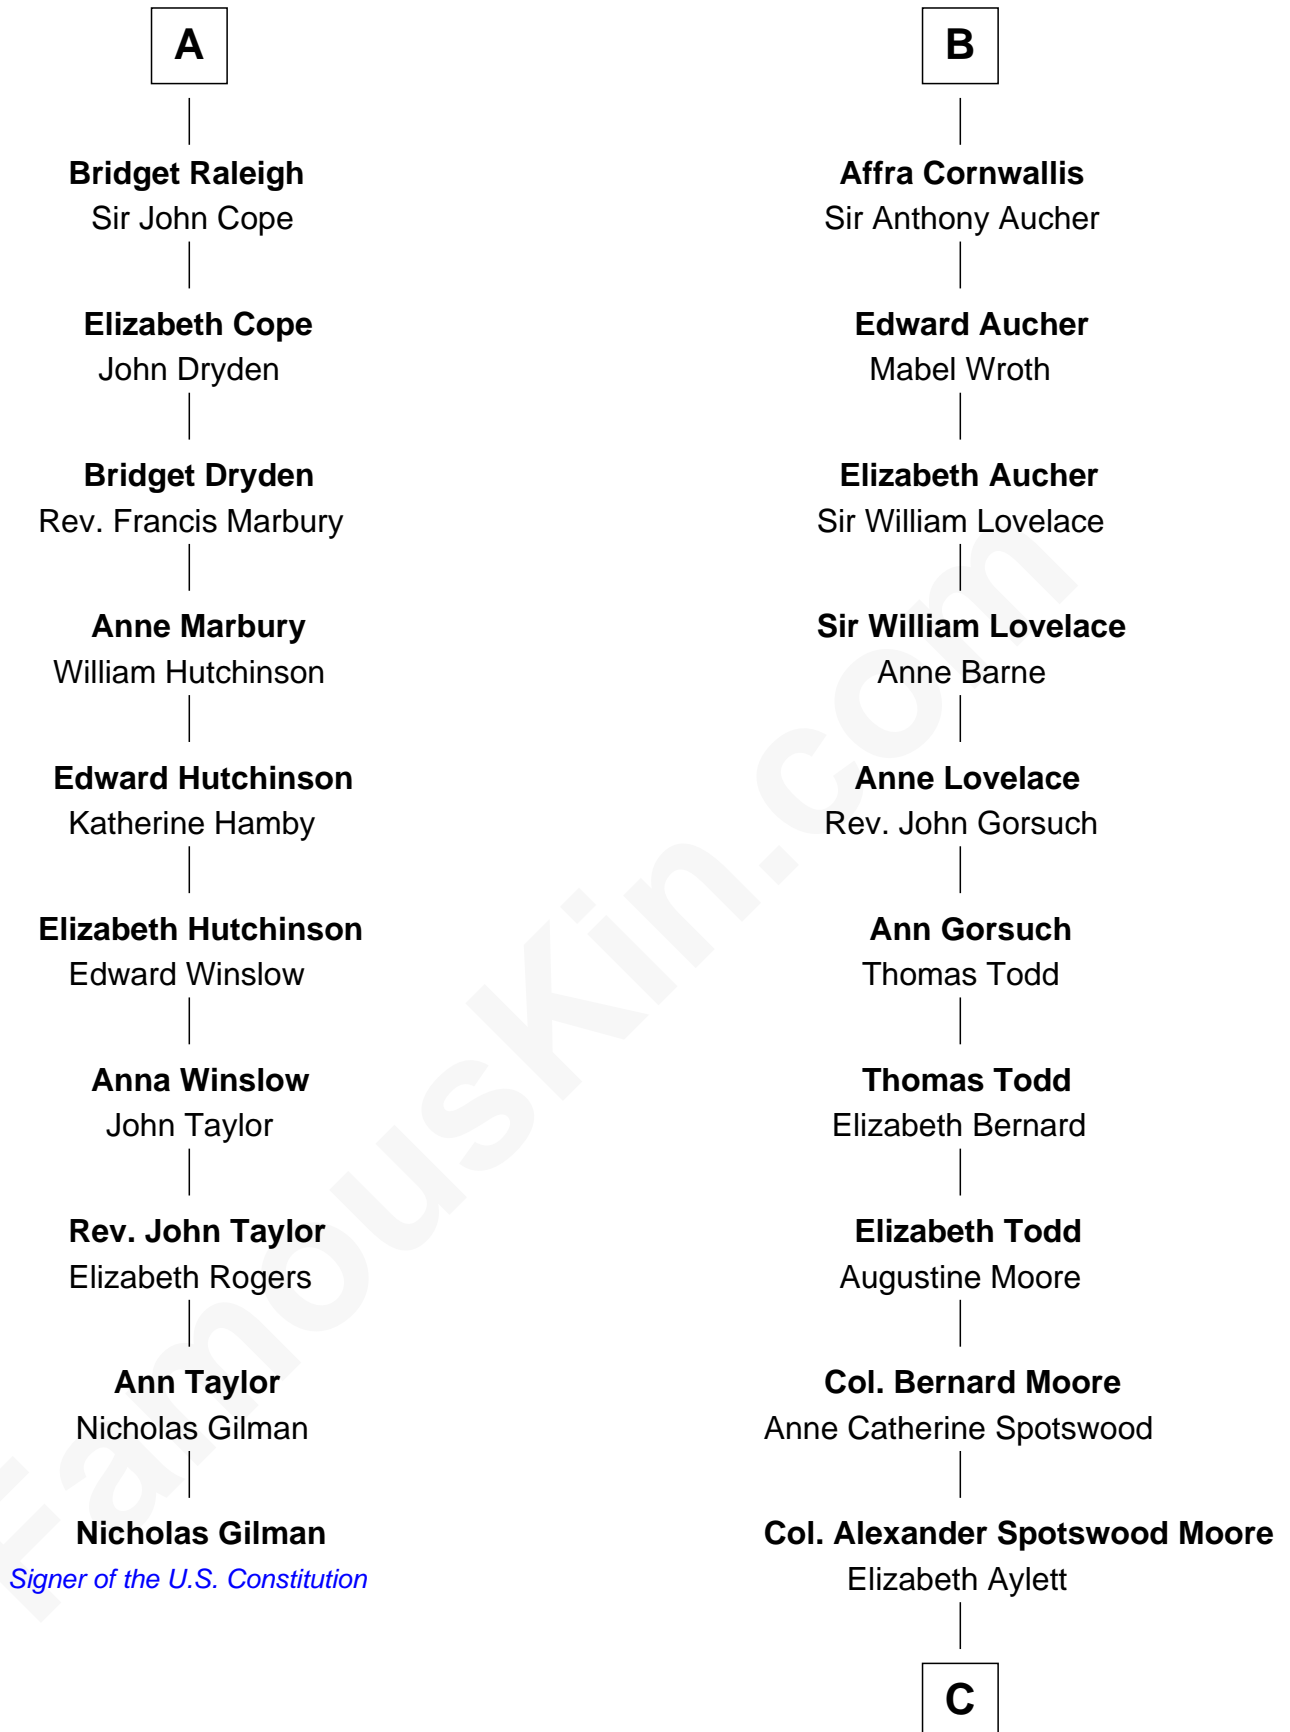 A
Bridget Raleigh
Sir John Cope
Elizabeth Cope
John Dryden
Bridget Dryden
Rev. Francis Marbury
Anne Marbury
William Hutchinson
Edward Hutchinson
Katherine Hamby
Elizabeth Hutchinson
Edward Winslow
Anna Winslow
John Taylor
Rev. John Taylor
Elizabeth Rogers
Ann Taylor
Nicholas Gilman
Nicholas Gilman
Signer of the U.S. Constitution
B
Affra Cornwallis
Sir Anthony Aucher
Edward Aucher
Mabel Wroth
Elizabeth Aucher
Sir William Lovelace
Sir William Lovelace
Anne Barne
Anne Lovelace
Rev. John Gorsuch
Ann Gorsuch
Thomas Todd
Thomas Todd
Elizabeth Bernard
Elizabeth Todd
Augustine Moore
Col. Bernard Moore
Anne Catherine Spotswood
Col. Alexander Spotswood Moore
Elizabeth Aylett
C
FamousKin.com